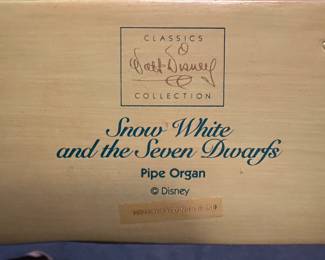 CLASSICS
Walt Disney
COLLECTION
Snow White
and the Seven Dwarfs
Pipe Organ
© Disney